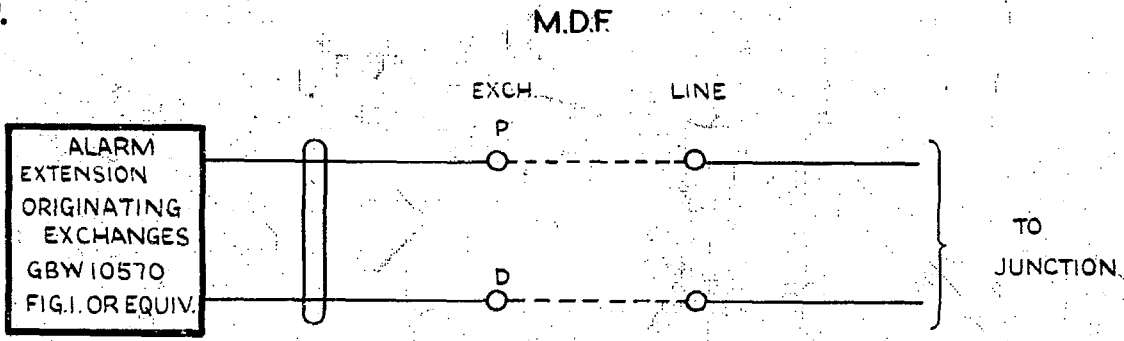 M.D.F.
EXCH.
LINE
P
ALARM
EXTENSION
ORIGINATING
EXCHANGES
GBW 10570
FIG.1. OR EQUIV.
D
TO
JUNCTION.